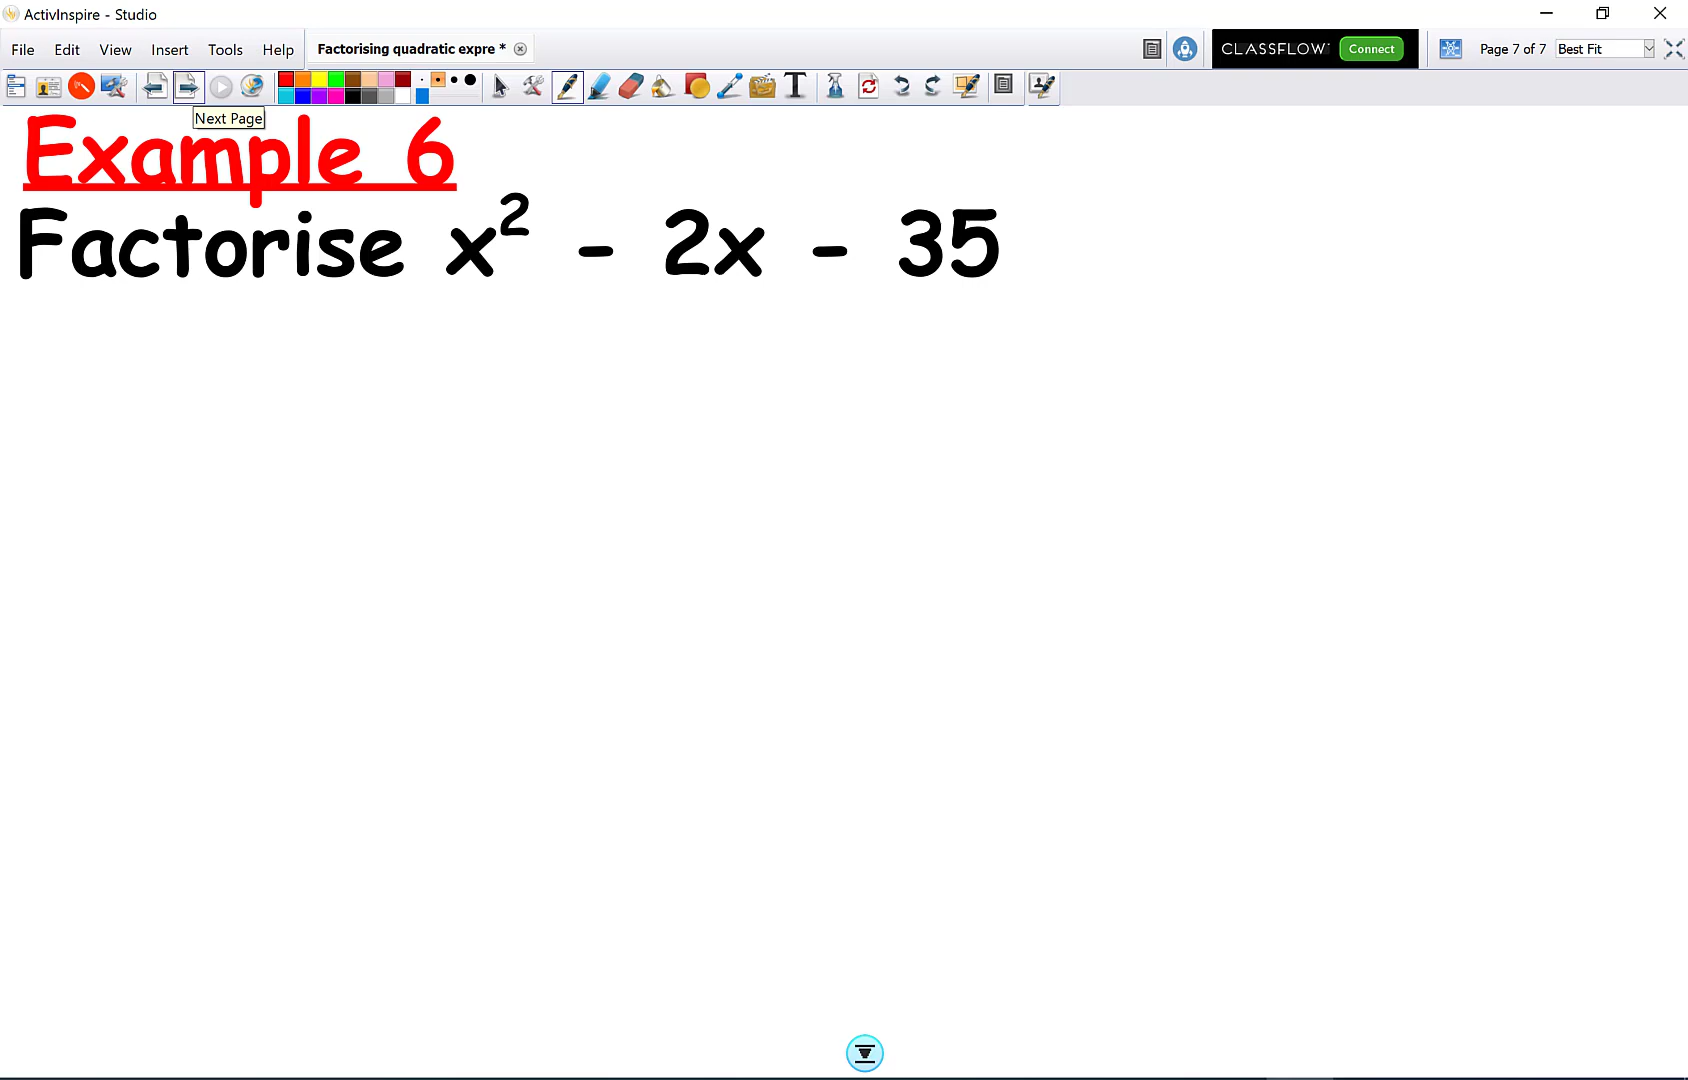 ActivInspire - Studio
File Edit View Insert Tools Help Factorising quadratic expre * CLASSFLOW Connect Page 7 of 7 Best Fit
Next Page
Example 6
Factorise x² - 2x - 35